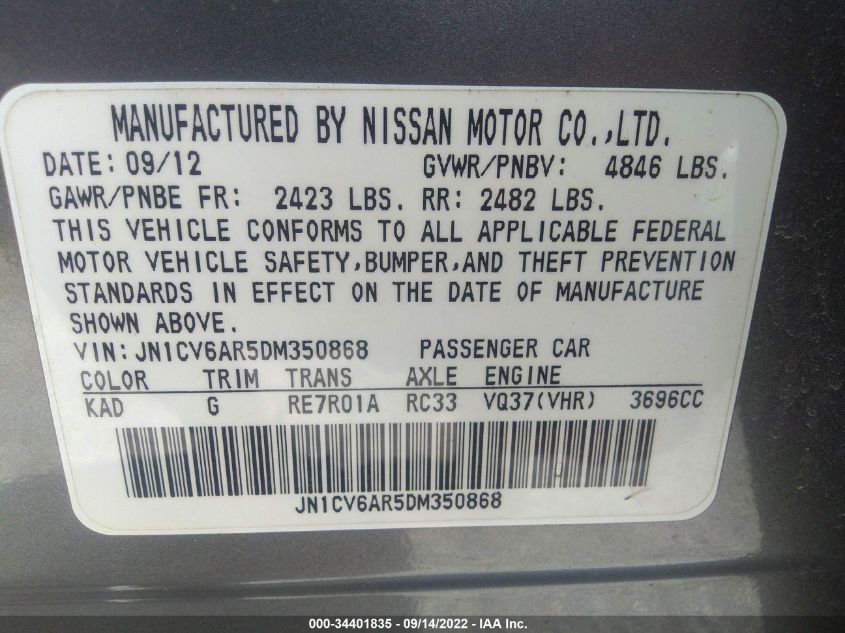 MANUFACTURED BY NISSAN MOTOR CO.,LTD.
DATE: 09/12 GVWR/PNBV: 4846 LBS.
GAWR/PNBE FR: 2423 LBS. RR: 2482 LBS.
THIS VEHICLE CONFORMS TO ALL APPLICABLE FEDERAL
MOTOR VEHICLE SAFETY,BUMPER,AND THEFT PREVENTION
STANDARDS IN EFFECT ON THE DATE OF MANUFACTURE
SHOWN ABOVE.
VIN:JN1CV6AR5DM350868 PASSENGER CAR
COLOR TRIM TRANS AXLE ENGINE
KAD G RE7R01A RC33 VQ37(VHR) 3696CC
JN1CV6AR5DM350868
000-34401835 - 09/14/2022 - IAA Inc.